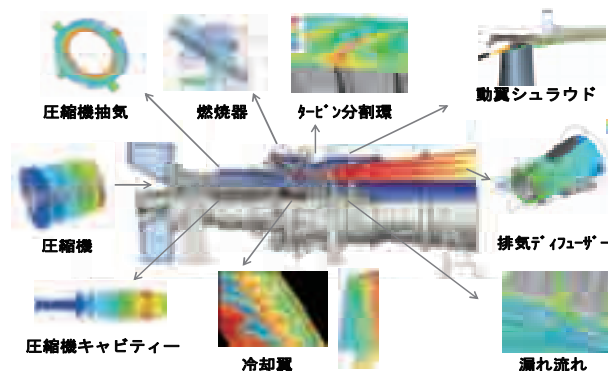 圧縮機抽気
燃焼器
ﾀｰﾋﾞﾝ分割環
動翼シュラウド
圧縮機
排気ﾃﾞｨﾌｭｰｻﾞｰ
圧縮機キャビティー
冷却翼
漏れ流れ